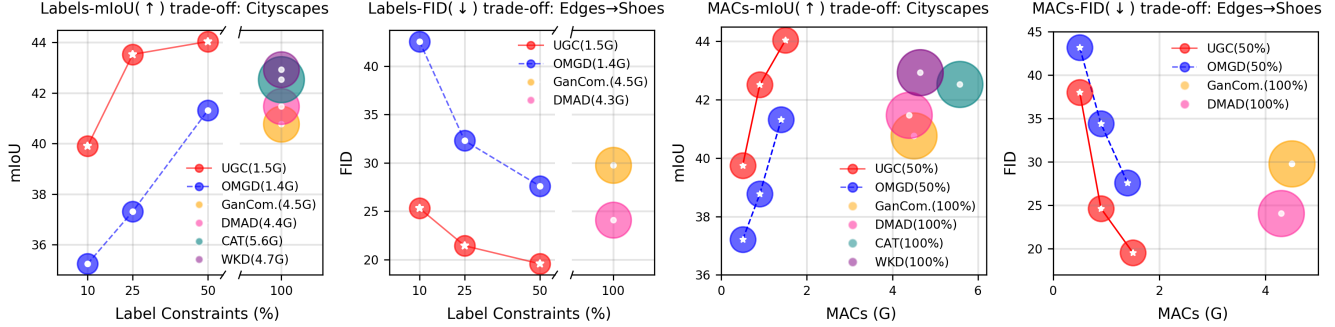 Labels-mIoU(↑) trade-off: Cityscapes
mIoU
44
42
40
38
36
10
25
50
100
Label Constraints (%)
UGC(1.5G)
OMGD(1.4G)
GanCom.(4.5G)
DMAD(4.4G)
CAT(5.6G)
WKD(4.7G)
Labels-FID(↓) trade-off: Edges→Shoes
FID
40
35
30
25
20
10
25
50
100
Label Constraints (%)
UGC(1.5G)
OMGD(1.4G)
GanCom.(4.5G)
DMAD(4.3G)
MACs-mIoU(↑) trade-off: Cityscapes
mIoU
44
42
40
38
36
0
2
4
6
MACs (G)
UGC(50%)
OMGD(50%)
GanCom.(100%)
DMAD(100%)
CAT(100%)
WKD(100%)
MACs-FID(↓) trade-off: Edges→Shoes
FID
45
40
35
30
25
20
0
2
4
MACs (G)
UGC(50%)
OMGD(50%)
GanCom.(100%)
DMAD(100%)